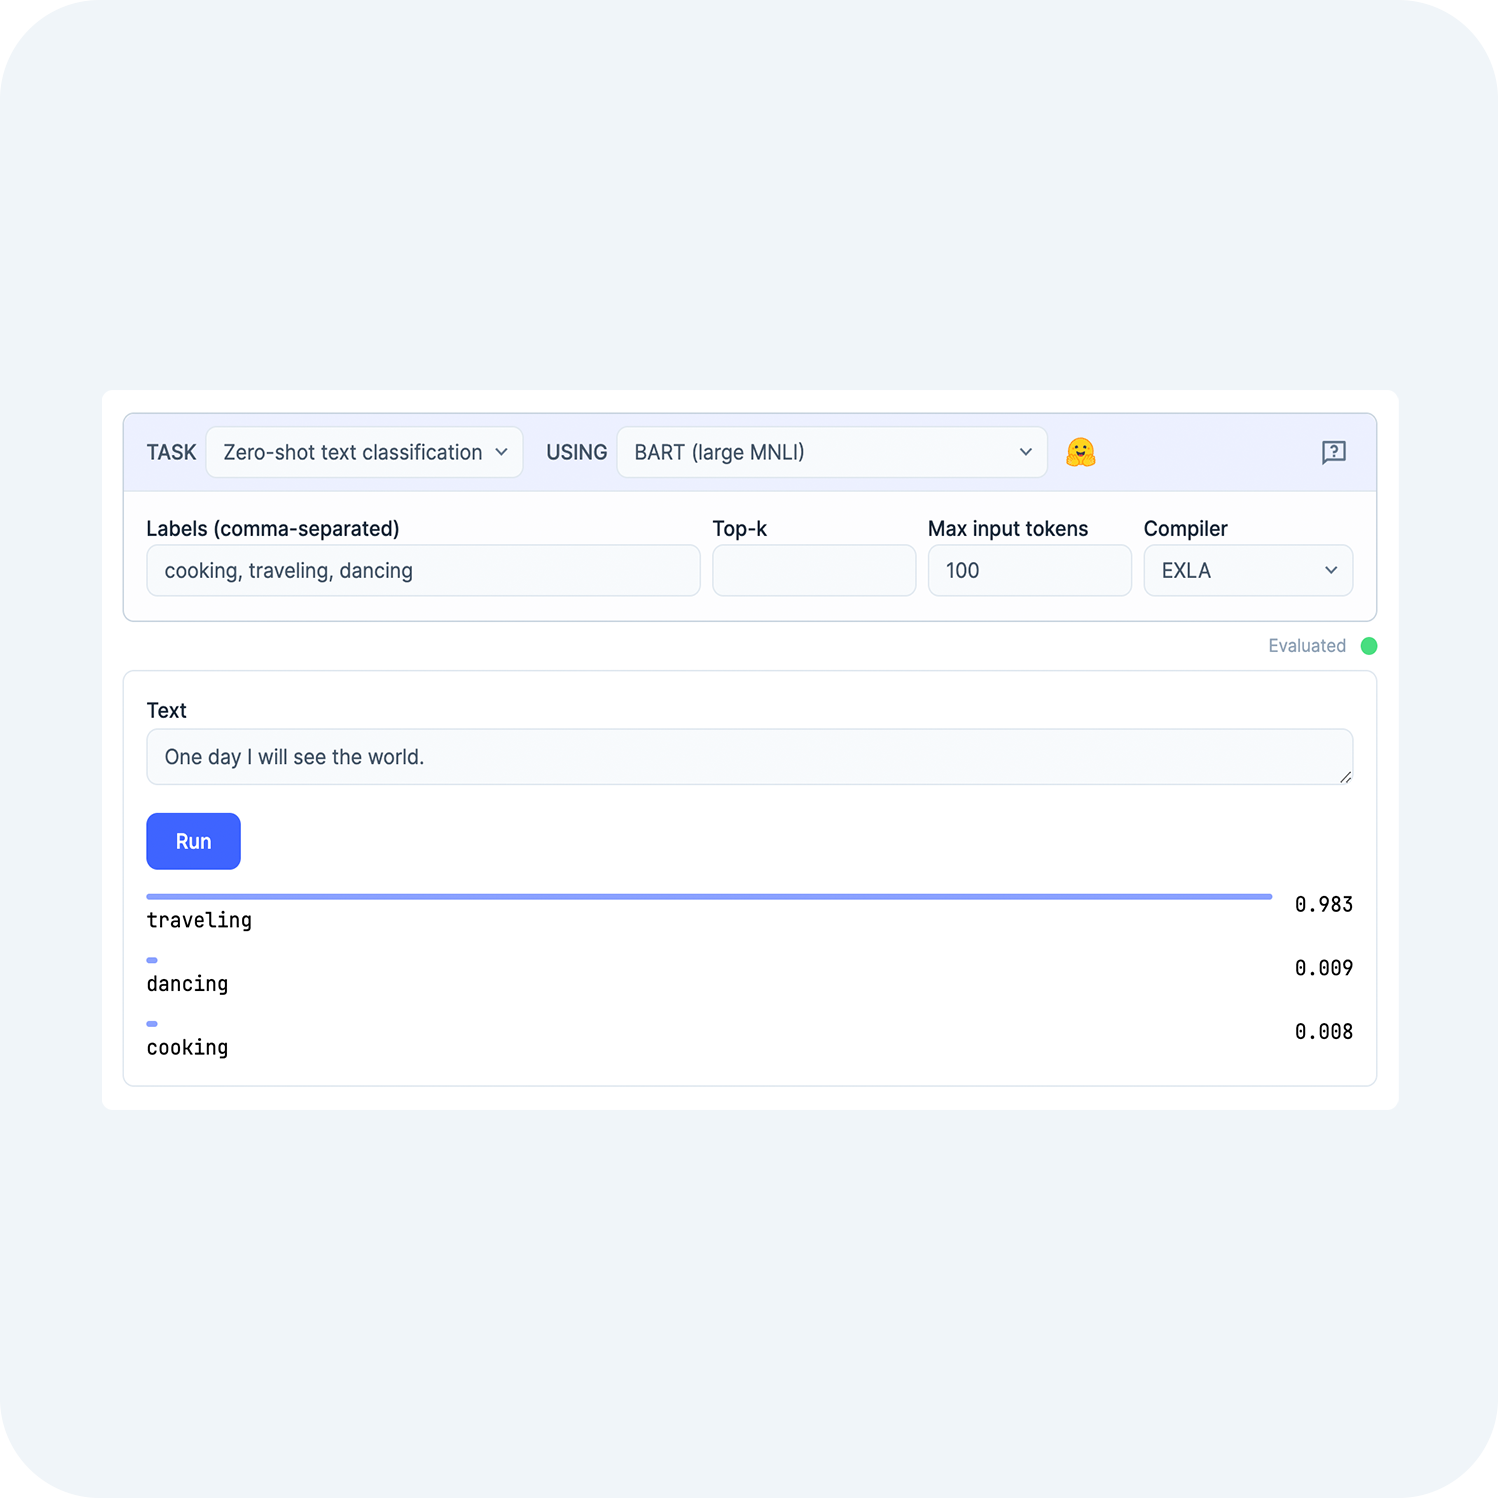 TASK Zero-shot text classification USING BART (large MNLI)
Labels (comma-separated) Top-k Max input tokens Compiler
cooking, traveling, dancing 100 EXLA
Evaluated
Text
One day I will see the world.
Run
traveling 0.983
dancing 0.009
cooking 0.008